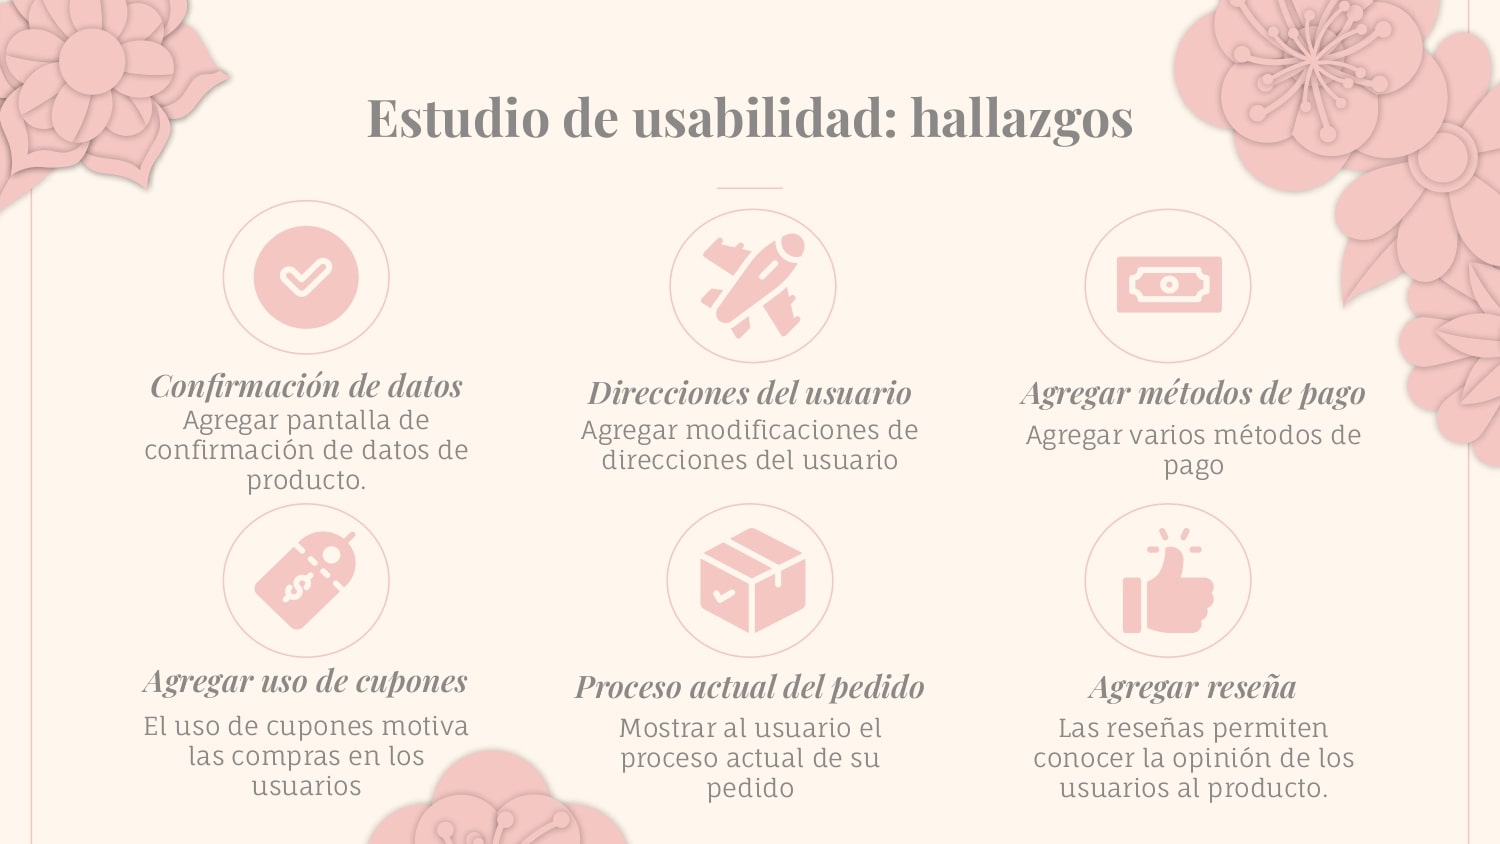 Estudio de usabilidad: hallazgos
Confirmación de datos
Agregar pantalla de
confirmación de datos de
producto.
Direcciones del usuario
Agregar modificaciones de
direcciones del usuario
Agregar métodos de pago
Agregar varios métodos de
pago
Agregar uso de cupones
El uso de cupones motiva
las compras en los
usuarios
Proceso actual del pedido
Mostrar al usuario el
proceso actual de su
pedido
Agregar reseña
Las reseñas permiten
conocer la opinión de los
usuarios al producto.